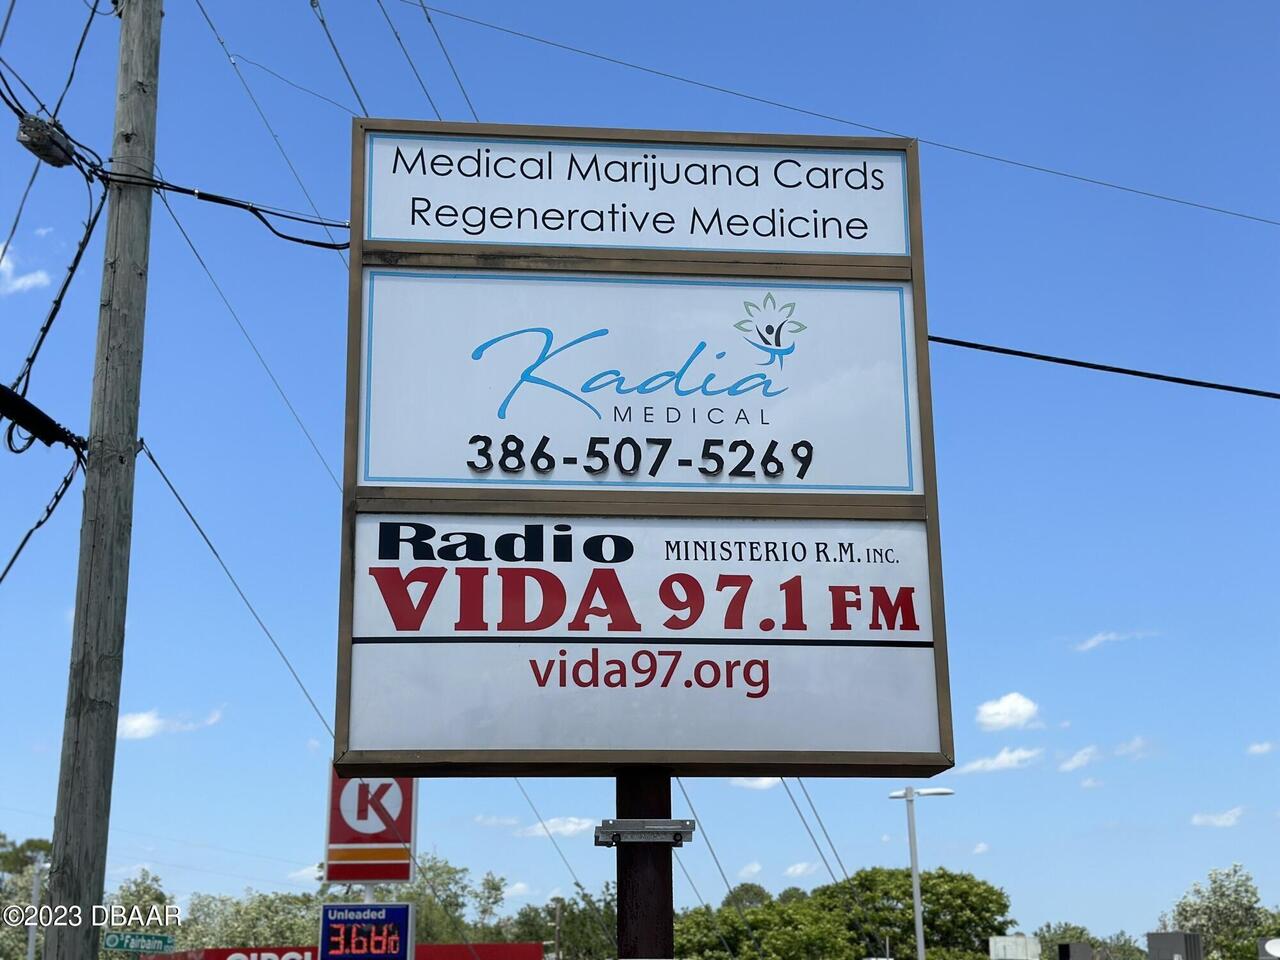 Medical Marijuana Cards
Regenerative Medicine
Kadia
MEDICAL
386-507-5269
Radio MINISTERIO R.M. INC.
VIDA 97.1 FM
vida97.org
K
Unleaded
Fairbairn
©2023 DBAAR